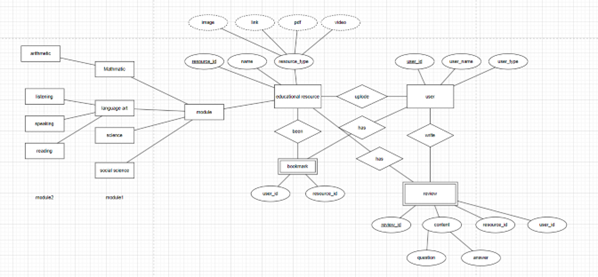 image
link
pdf
video
arithmetic
Mathmatic
resource_id
name
resource_type
user_id
user_name
user_type
listening
speaking
reading
language art
science
social science
module
educational resource
uplode
user
been
has
write
has
bookmark
user_id
resource_id
review
module2
module1
review_id
content
resource_id
user_id
question
answer